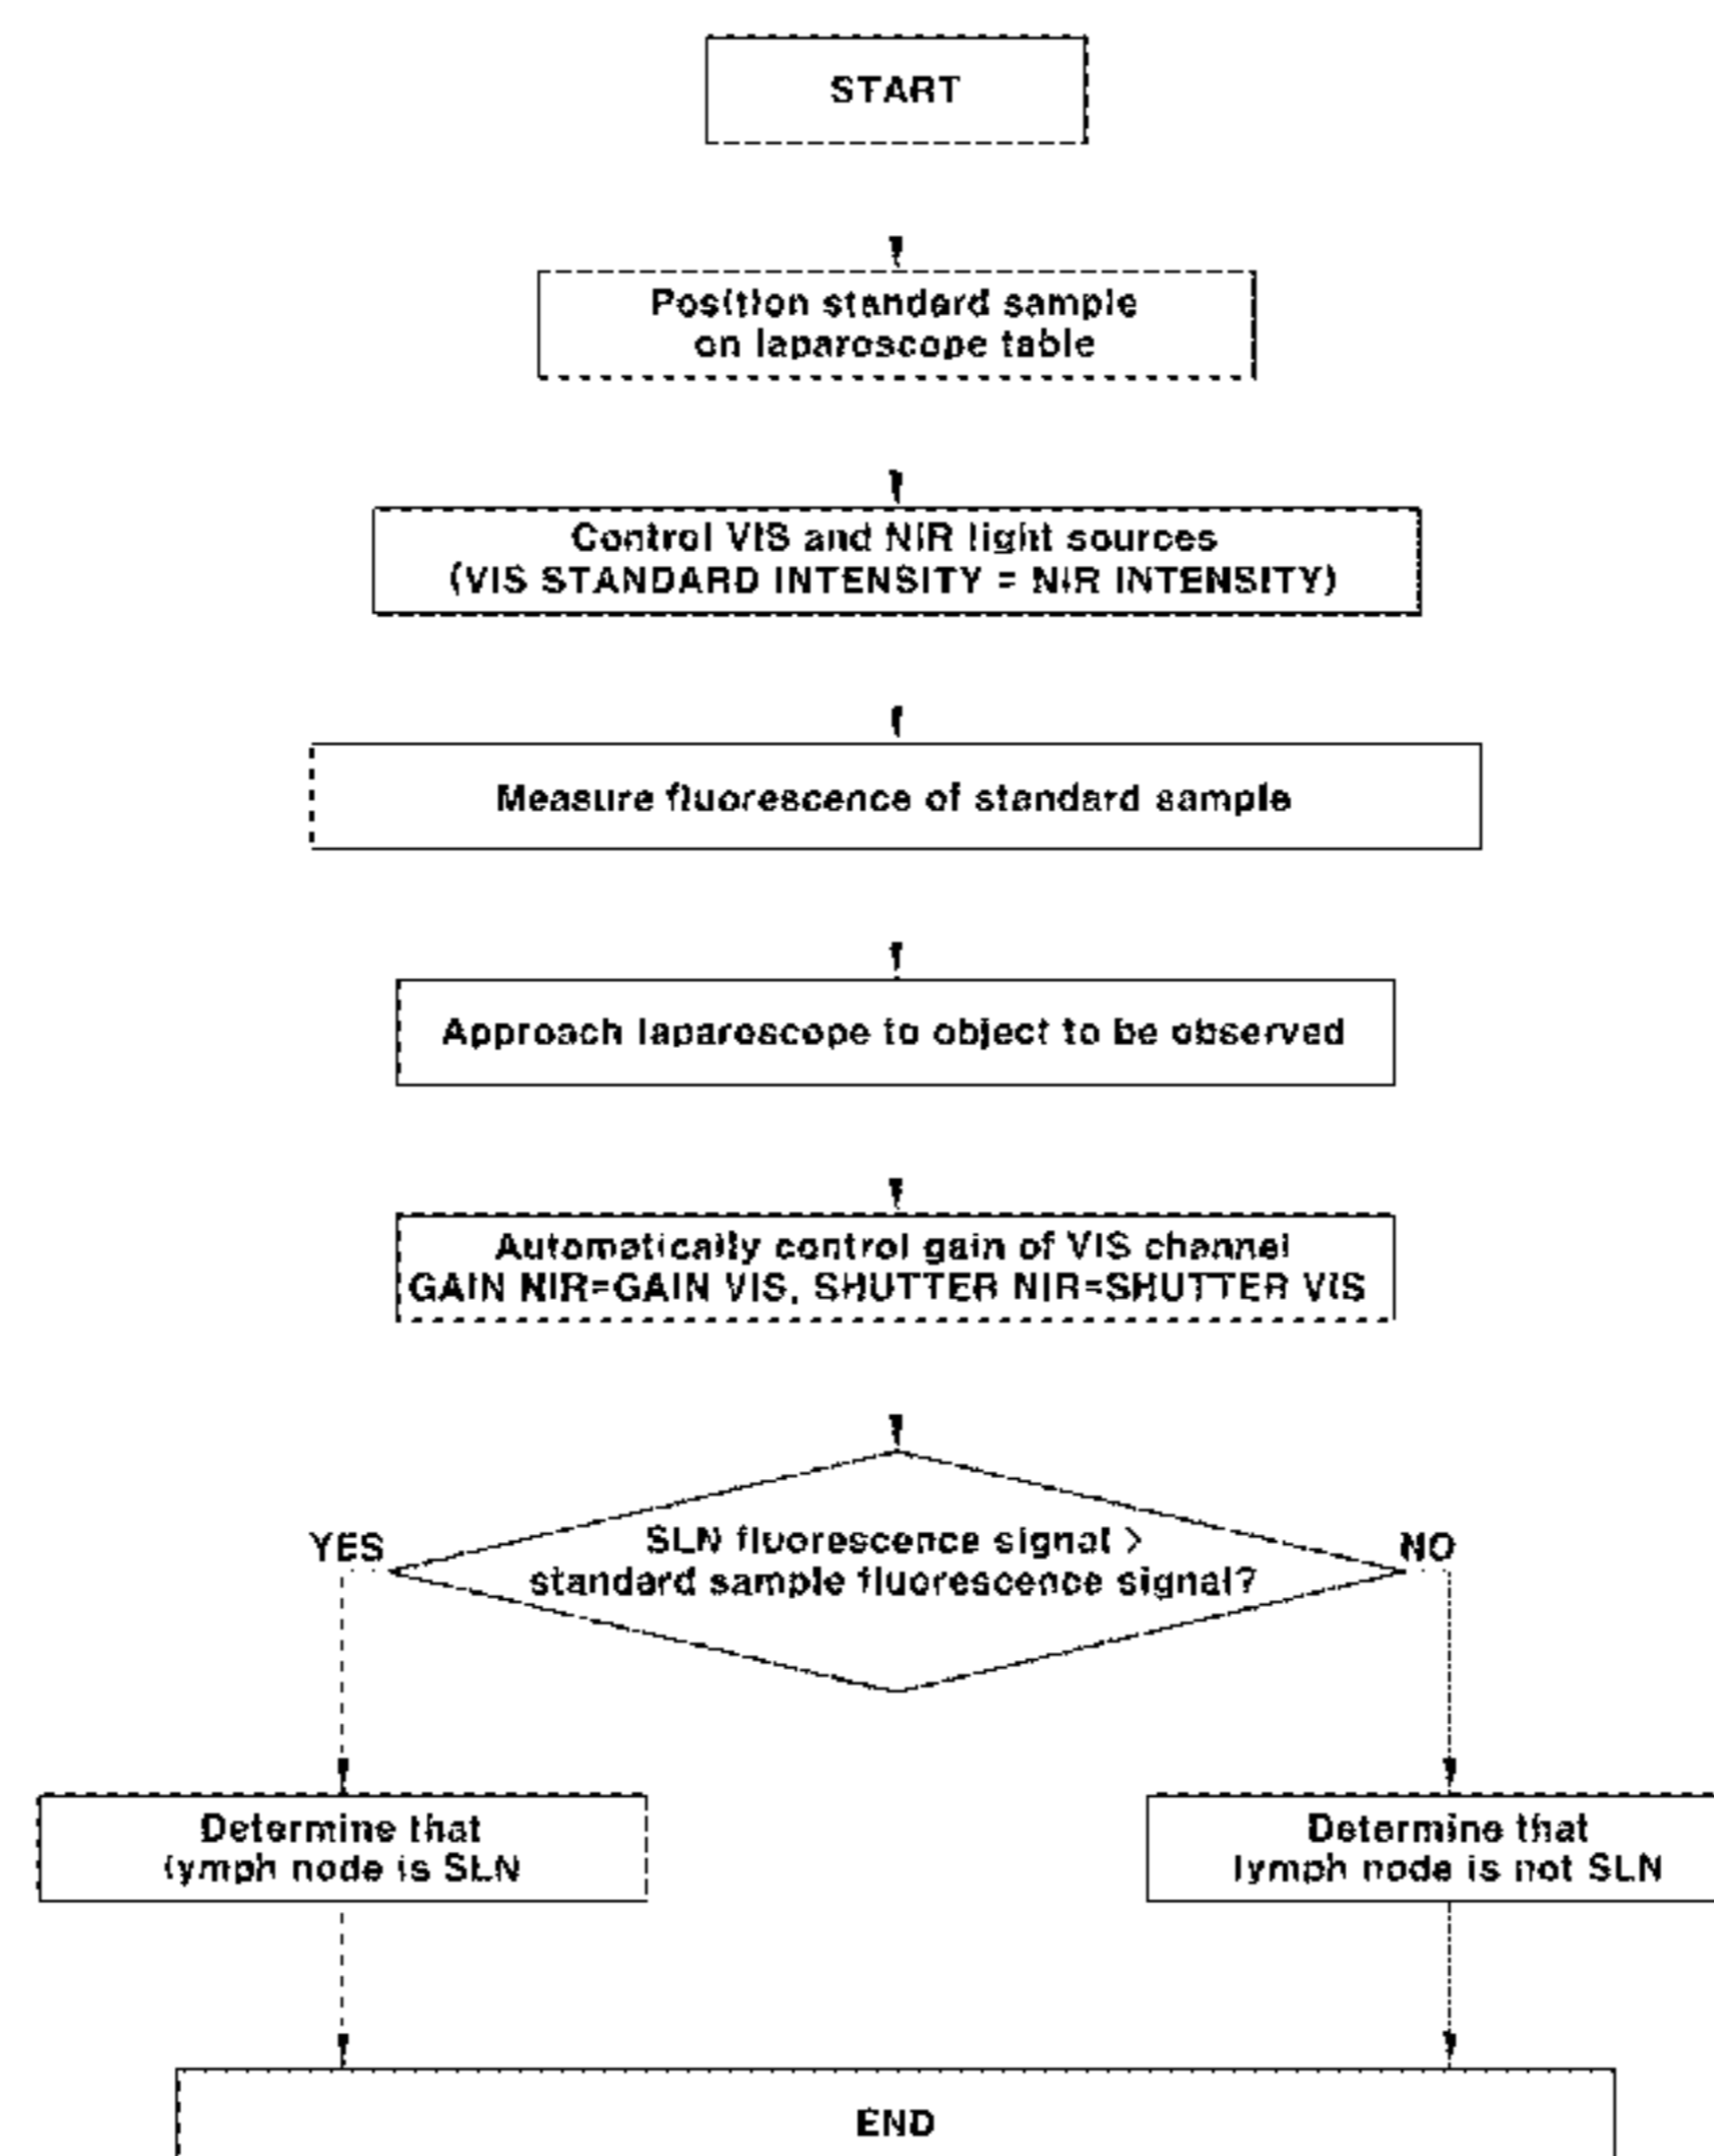 START
Position standard sample
on laparoscope table
Control VIS and NIR light sources
(VIS STANDARD INTENSITY = NIR INTENSITY)
Measure fluorescence of standard sample
Approach laparoscope to object to be observed
Automatically control gain of VIS channel
GAIN NIR=GAIN VIS, SHUTTER NIR=SHUTTER VIS
SLN fluorescence signal >
standard sample fluorescence signal?
YES
NO
Determine that
lymph node is SLN
Determine that
lymph node is not SLN
END